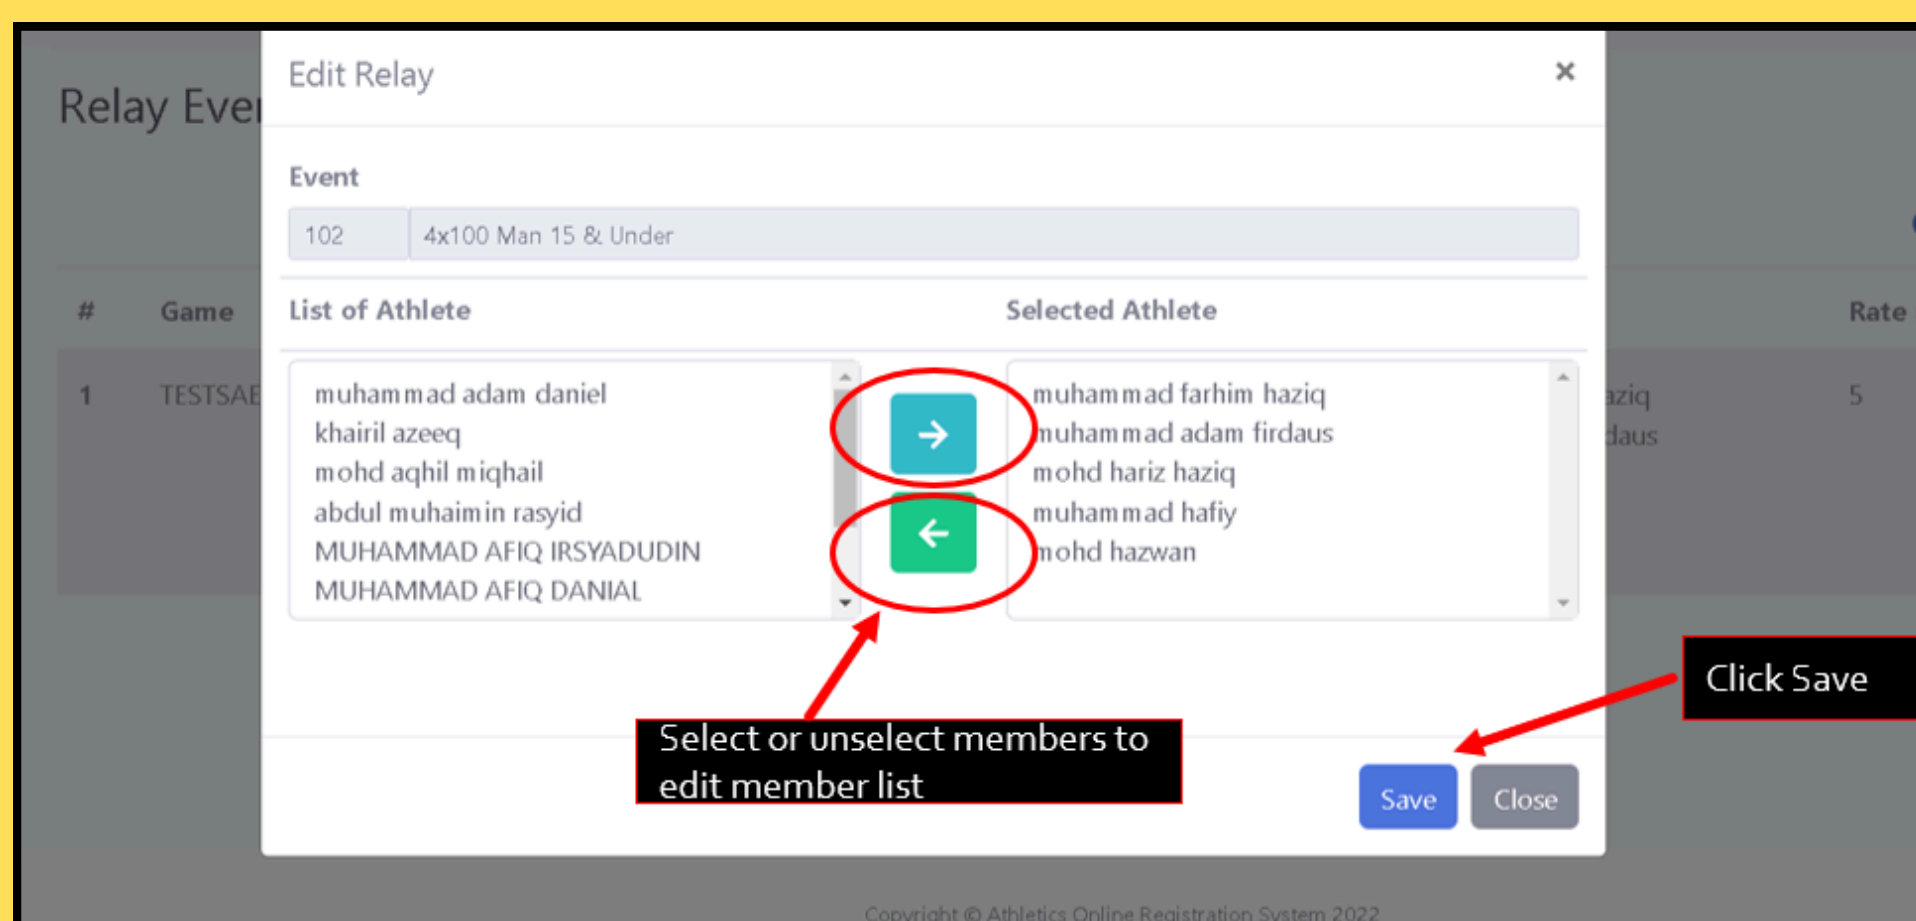 Edit Relay
×
Relay Eve
Event
102 4x100 Man 15 & Under
# Game List of Athlete Selected Athlete Rate
1 TESTSAE muhammad adam daniel muhammad farhim haziq aziq 5
khairil azeeq muhammad adam firdaus daus
mohd aqhil miqhail mohd hariz haziq
abdul muhaimin rasyid muhammad hafiy
MUHAMMAD AFIQ IRSYADUDIN mohd hazwan
MUHAMMAD AFIQ DANIAL
Click Save
Select or unselect members to
edit member list
Save Close
Copyright © Athletics Online Registration System 2022